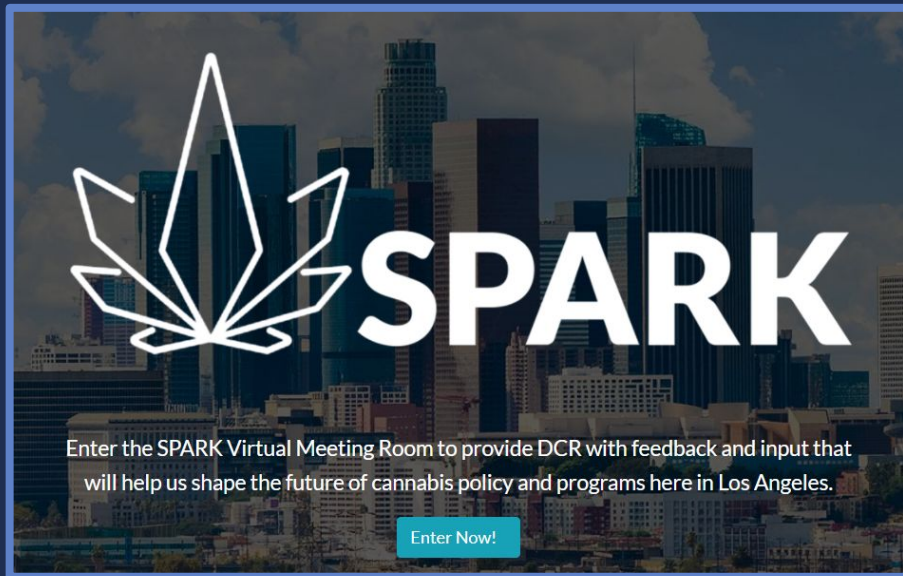 SPARK
Enter the SPARK Virtual Meeting Room to provide DCR with feedback and input that
will help us shape the future of cannabis policy and programs here in Los Angeles.
Enter Now!